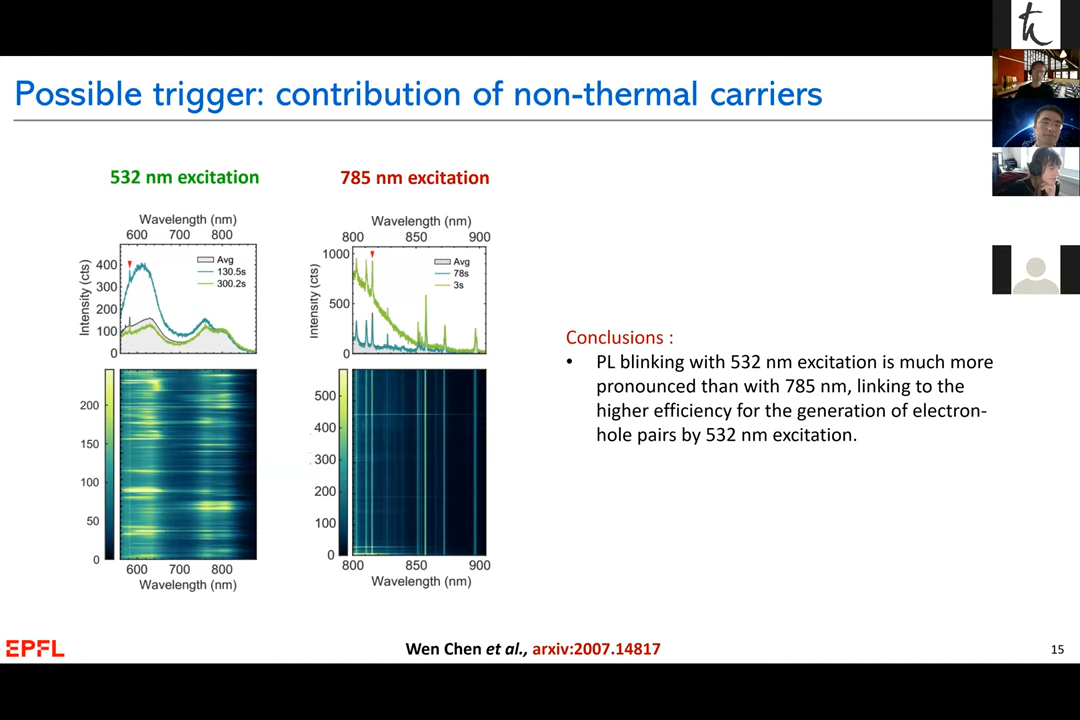 Possible trigger: contribution of non-thermal carriers
532 nm excitation
Wavelength (nm)
600 700 800
Intensity (cts)
400
300
200
100
0
Avg
130.5s
300.2s
200
150
100
50
0
600 700 800
Wavelength (nm)
785 nm excitation
Wavelength (nm)
800 850 900
Intensity (cts)
1000
500
0
Avg
78s
3s
500
400
300
200
100
0
800 850 900
Wavelength (nm)
Conclusions :
• PL blinking with 532 nm excitation is much more
pronounced than with 785 nm, linking to the
higher efficiency for the generation of electron-
hole pairs by 532 nm excitation.
EPFL
Wen Chen et al., arxiv:2007.14817
15